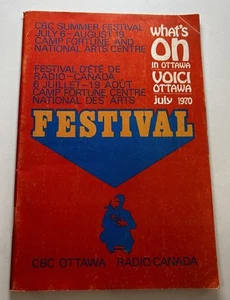 CBC SUMMER FESTIVAL
JULY 6 - AUGUST 19
CAMP FORTUNE AND
NATIONAL ARTS CENTRE
FESTIVAL D'ÉTÉ DE
RADIO-CANADA
6 JUILLET - 19 AOÛT
CAMP FORTUNE CENTRE
NATIONAL DES ARTS
what's
ON
IN OTTAWA
VOICI
OTTAWA
July 1970
FESTIVAL
CBC OTTAWA RADIO CANADA